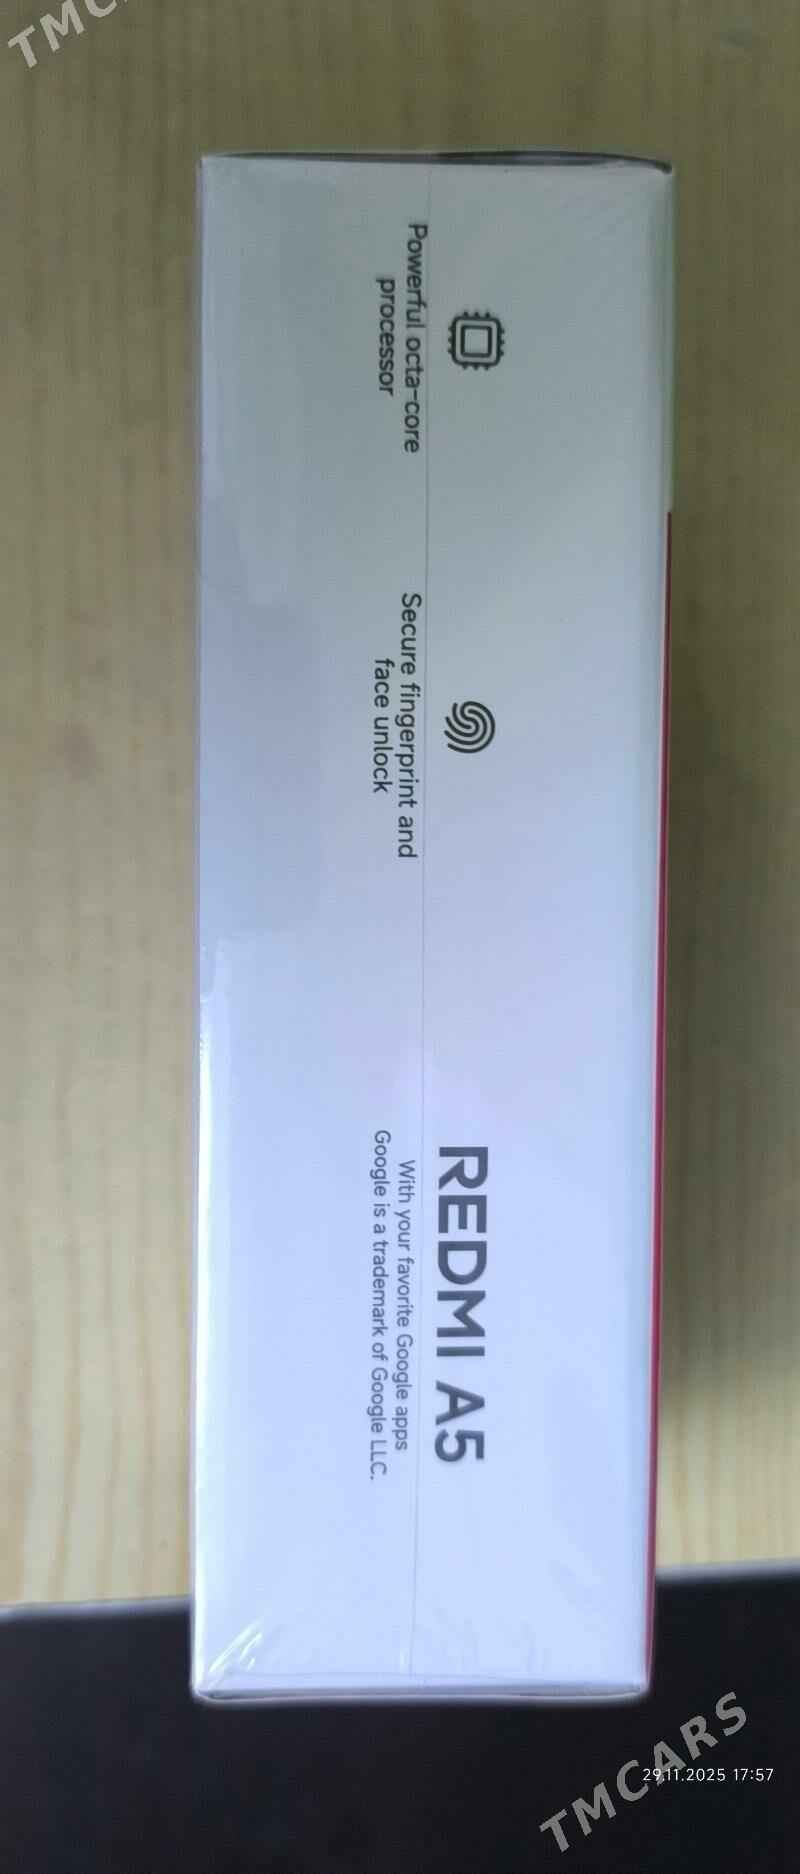 TMC
Powerful octa-core
processor
Secure fingerprint and
face unlock
REDMI A5
With your favorite Google apps
Google is a trademark of Google LLC.
29.11.2025 17:57
TMCARS